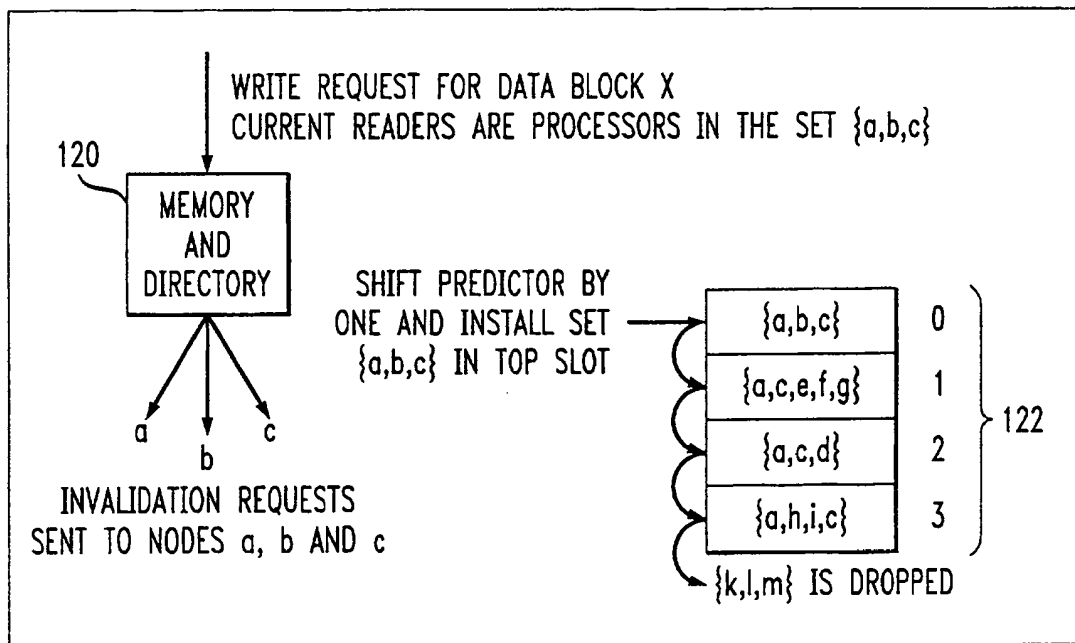 WRITE REQUEST FOR DATA BLOCK X
CURRENT READERS ARE PROCESSORS IN THE SET {a,b,c}
120
MEMORY
AND
DIRECTORY
a
b
c
INVALIDATION REQUESTS
SENT TO NODES a, b AND c
SHIFT PREDICTOR BY
ONE AND INSTALL SET
{a,b,c} IN TOP SLOT
{a,b,c} 0
{a,c,e,f,g} 1
{a,c,d} 2
{a,h,i,c} 3
122
{k,l,m} IS DROPPED